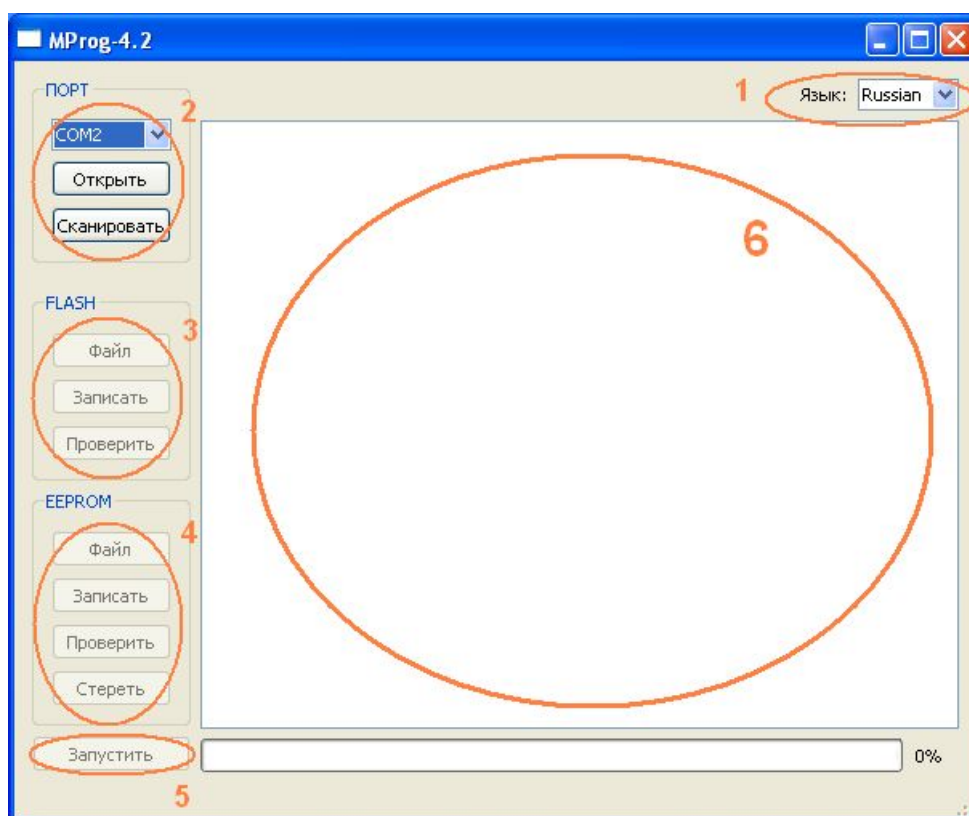 MProg-4.2
ПОРТ
1
Язык: Russian
2
COM2
Открыть
Сканировать
6
FLASH
3
Файл
Записать
Проверить
EEPROM
4
Файл
Записать
Проверить
Стереть
Запустить
0%
5